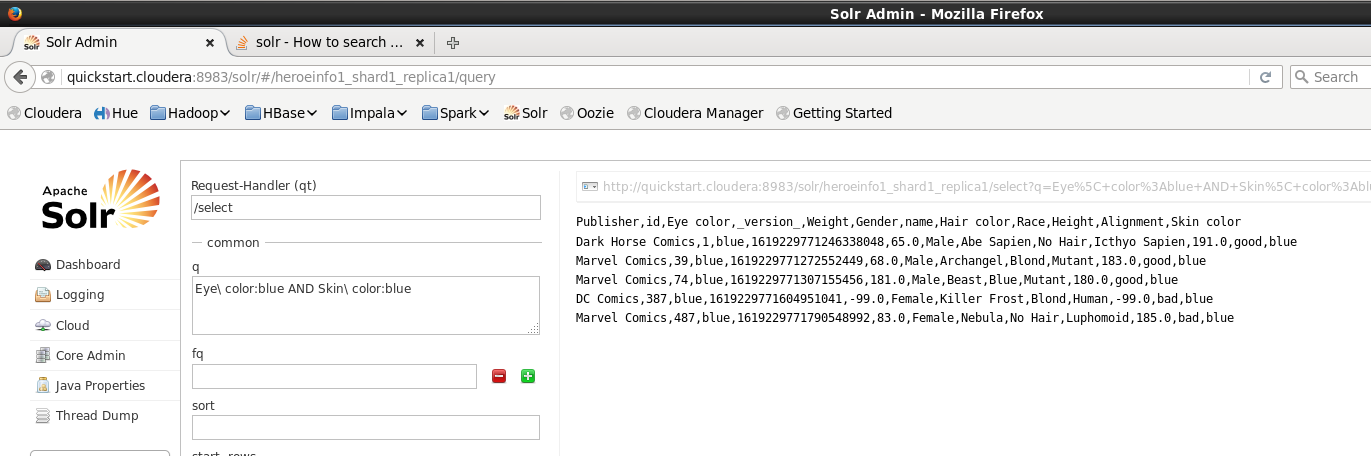 Solr Admin - Mozilla Firefox
Solr Admin
solr - How to search ...
quickstart.cloudera:8983/solr/#/heroeinfo1_shard1_replica1/query
Search
Cloudera Hue Hadoop HBase Impala Spark Solr Oozie Cloudera Manager Getting Started
Apache
Solr
Dashboard
Logging
Cloud
Core Admin
Java Properties
Thread Dump
Request-Handler (qt)
/select
common
q
Eye\ color:blue AND Skin\ color:blue
fq
sort
http://quickstart.cloudera:8983/solr/heroeinfo1_shard1_replica1/select?q=Eye%5C+color%3Ablue+AND+Skin%5C+color%3Ablu
Publisher,id,Eye color,_version_,Weight,Gender,name,Hair color,Race,Height,Alignment,Skin color
Dark Horse Comics,1,blue,1619229771246338048,65.0,Male,Abe Sapien,No Hair,Icthyo Sapien,191.0,good,blue
Marvel Comics,39,blue,1619229771272552449,68.0,Male,Archangel,Blond,Mutant,183.0,good,blue
Marvel Comics,74,blue,1619229771307155456,181.0,Male,Beast,Blue,Mutant,180.0,good,blue
DC Comics,387,blue,1619229771604951041,-99.0,Female,Killer Frost,Blond,Human,-99.0,bad,blue
Marvel Comics,487,blue,1619229771790548992,83.0,Female,Nebula,No Hair,Luphomoid,185.0,bad,blue